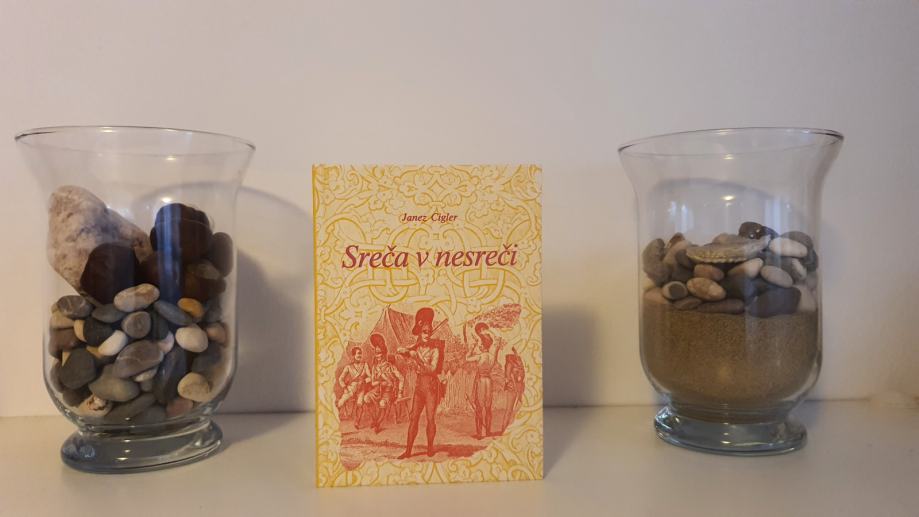 Janez Cigler
Sreča v nesreči